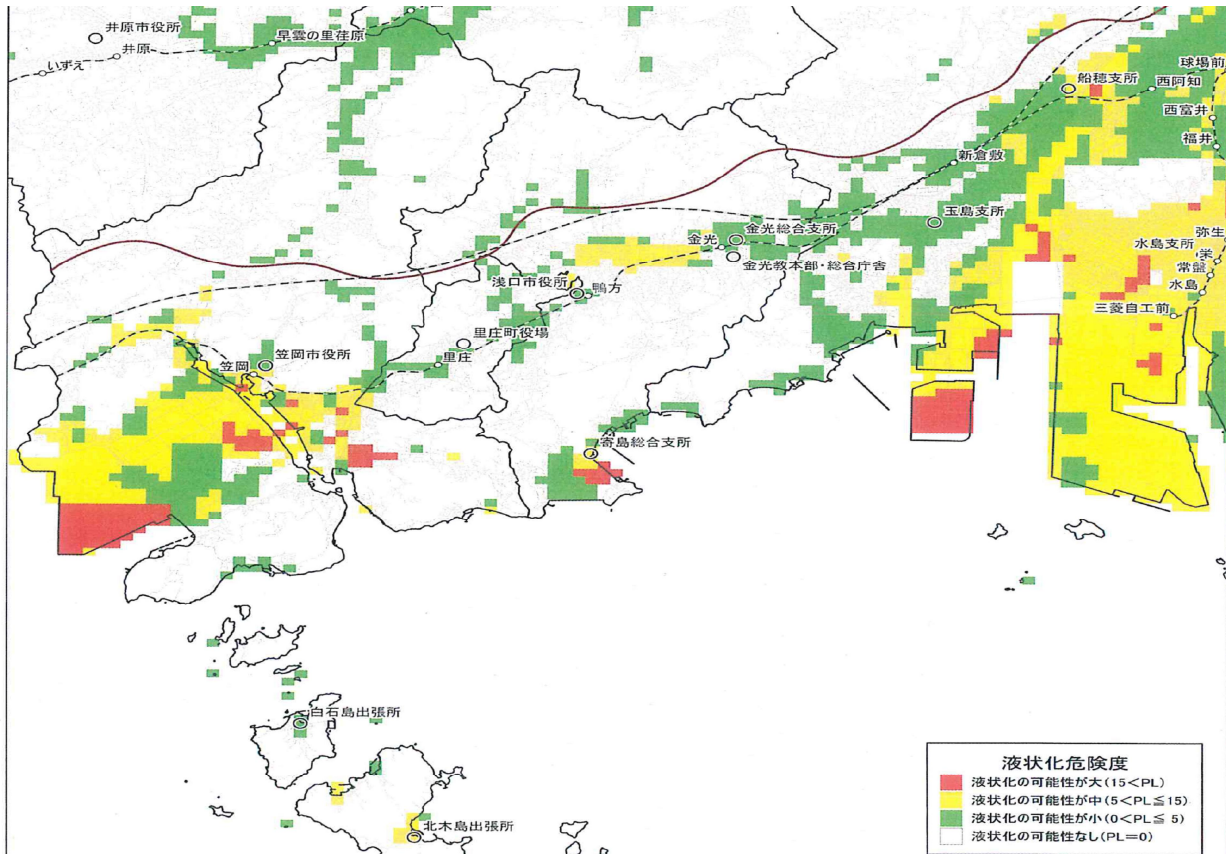 井原市役所
早雲の里荏原
井原
いずえ
球場前
船穂支所
西阿知
西富井
福井
新倉敷
玉島支所
金光総合支所
金光
弥生
水島支所
栄
金光教本部・総合庁舎
常盤
浅口市役所
鴨方
水島
三菱自工前
里庄町役場
笠岡市役所
里庄
笠岡
寄島総合支所
白石島出張所
北木島出張所
液状化危険度
液状化の可能性が大(15<PL)
液状化の可能性が中(5<PL≦15)
液状化の可能性が小(0<PL≦5)
液状化の可能性なし(PL=0)